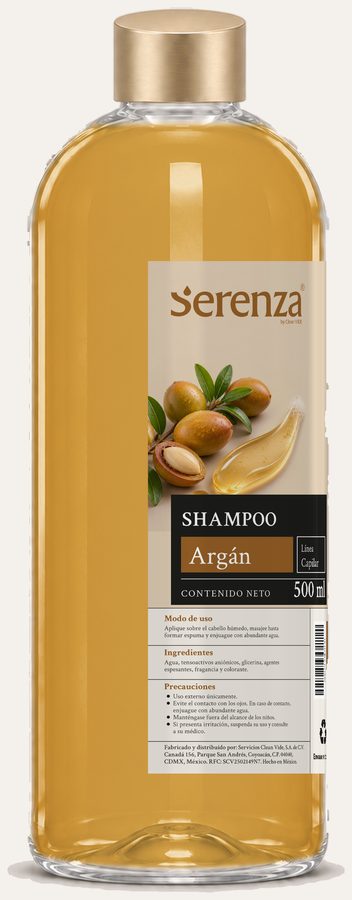 Serenza®
by Clean VIDE
SHAMPOO
Argán
Línea
Capilar
CONTENIDO NETO 500 ml
Modo de uso
Aplique sobre el cabello húmedo, masajee hasta
formar espuma y enjuague con abundante agua.
Ingredientes
Agua, tensoactivos aniónicos, glicerina, agentes
espesantes, fragancia y colorante.
Precauciones
• Uso externo únicamente.
• Evite el contacto con los ojos. En caso de contacto,
enjuague con abundante agua.
• Manténgase fuera del alcance de los niños.
• Si presenta irritación, suspenda su uso y consulte
a su médico.
Fabricado y distribuido por: Servicios Clean Vide, S.A. de C.V.
Canadá 156, Parque San Andrés, Coyoacán, C.P. 04040,
CDMX, México. RFC: SCV2502149N7. Hecho en México.